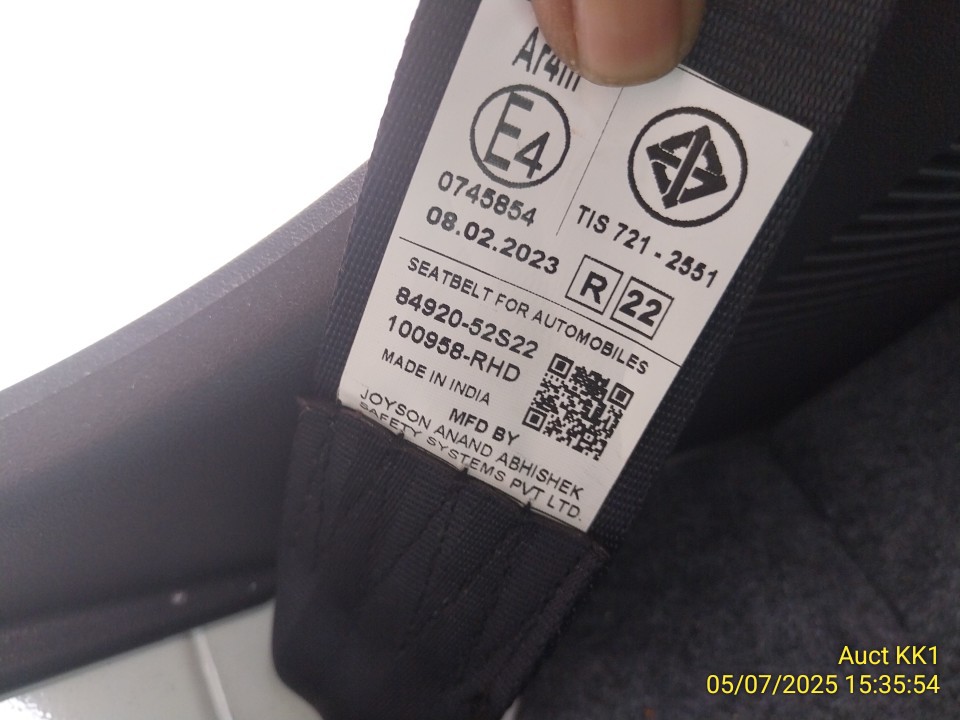 Ar4m
E4
0745854
08.02.2023
TIS 721 - 2551
R 22
SEATBELT FOR AUTOMOBILES
84920-52S22
100958-RHD
MADE IN INDIA
MFD BY
JOYSON ANAND ABHISHEK
SAFETY SYSTEMS PVT LTD.
Auct KK1
05/07/2025 15:35:54